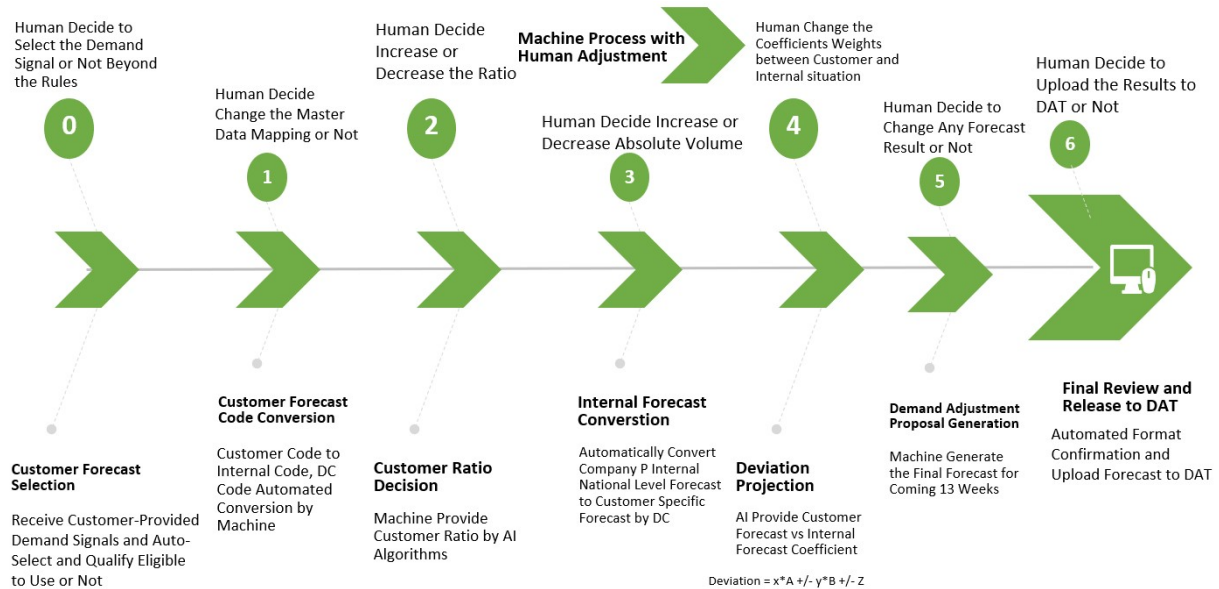 Human Decide to
Select the Demand
Signal or Not Beyond
the Rules
0
Customer Forecast
Selection
Receive Customer-Provided
Demand Signals and Auto-
Select and Qualify Eligible
to Use or Not
Human Decide
Change the Master
Data Mapping or Not
1
Customer Forecast
Code Conversion
Customer Code to
Internal Code, DC
Code Automated
Conversion by
Machine
Human Decide
Increase or
Decrease the Ratio
2
Customer Ratio
Decision
Machine Provide
Customer Ratio by AI
Algorithms
Machine Process with
Human Adjustment
Human Decide Increase or
Decrease Absolute Volume
3
Internal Forecast
Converstion
Automatically Convert
Company P Internal
National Level Forecast
to Customer Specific
Forecast by DC
Human Change the
Coefficients Weights
between Customer and
Internal situation
4
Deviation
Projection
AI Provide Customer
Forecast vs Internal
Forecast Coefficient
Deviation = x*A +/- y*B +/- Z
Human Decide to
Change Any Forecast
Result or Not
5
Demand Adjustment
Proposal Generation
Machine Generate
the Final Forecast for
Coming 13 Weeks
Human Decide to
Upload the Results to
DAT or Not
6
Final Review and
Release to DAT
Automated Format
Confirmation and
Upload Forecast to DAT